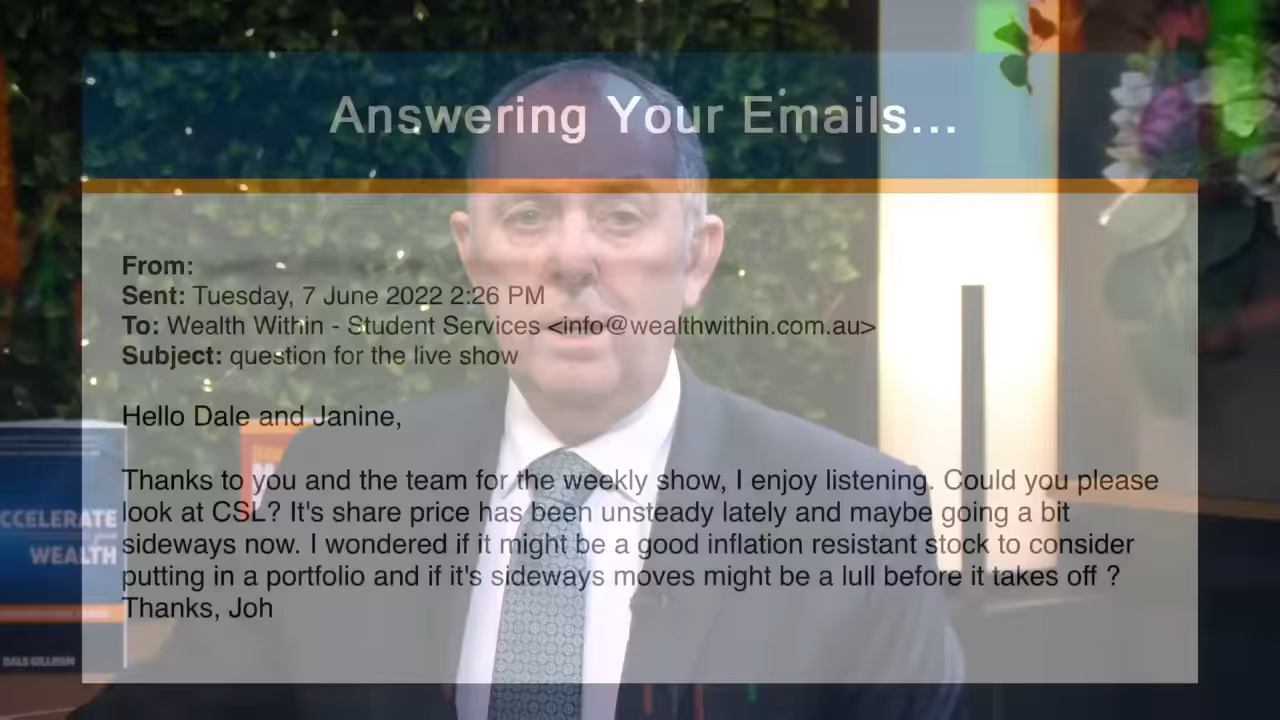 Answering Your Emails...
From:
Sent: Tuesday, 7 June 2022 2:26 PM
To: Wealth Within - Student Services <info@wealthwithin.com.au>
Subject: question for the live show
Hello Dale and Janine,
Thanks to you and the team for the weekly show, I enjoy listening. Could you please
look at CSL? It's share price has been unsteady lately and maybe going a bit
sideways now. I wondered if it might be a good inflation resistant stock to consider
putting in a portfolio and if it's sideways moves might be a lull before it takes off ?
Thanks, Joh
CCELERATE
WEALTH
DALE GILLHAM